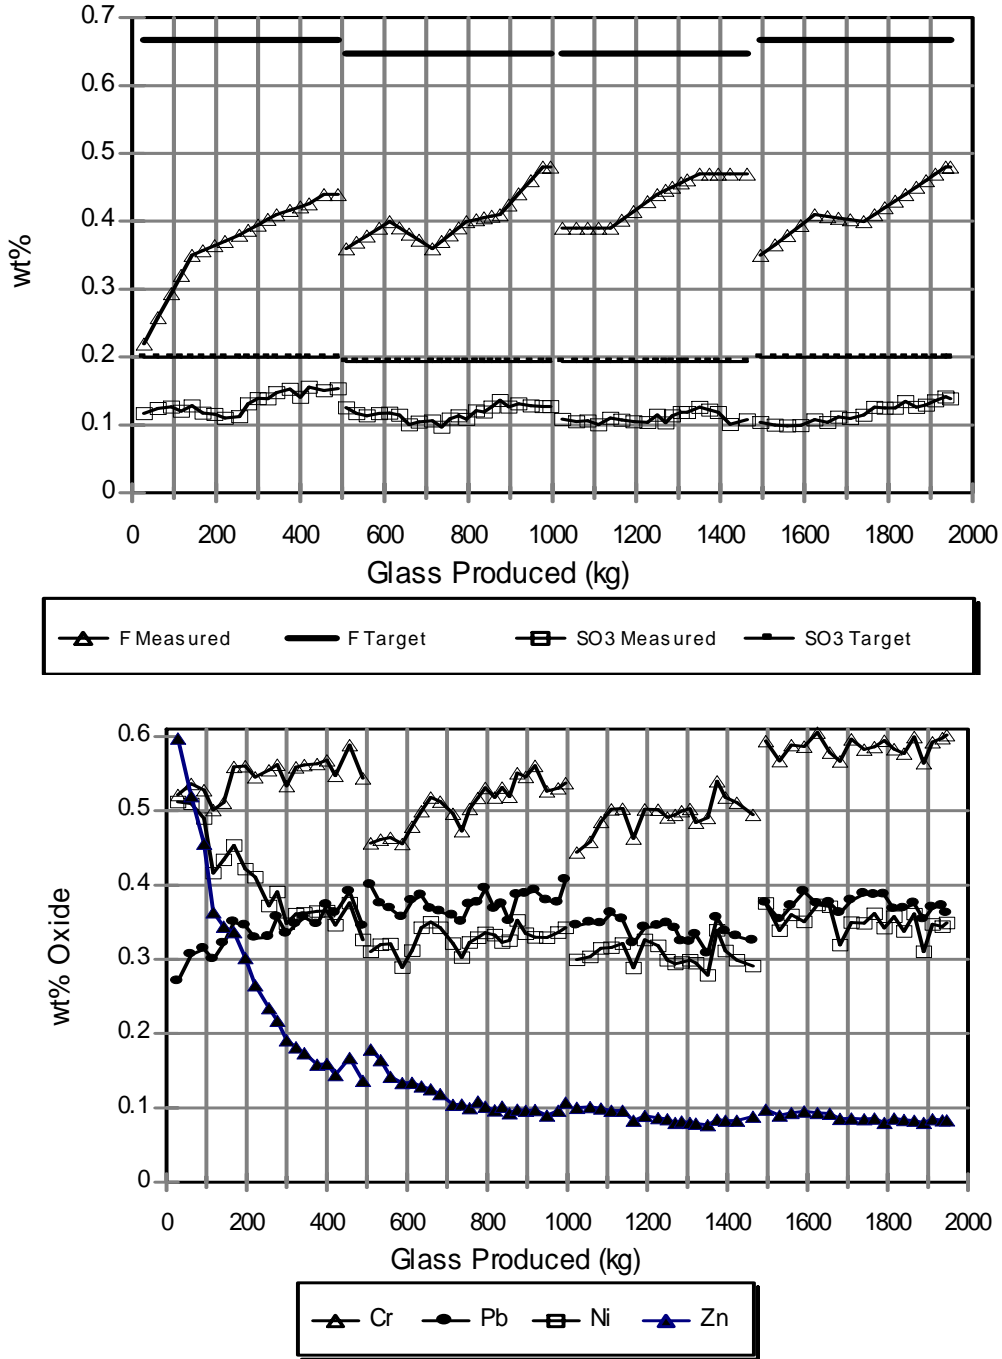 0.7
0.6
0.5
0.4
0.3
0.2
0.1
0
wt%
0 200 400 600 800 1000 1200 1400 1600 1800 2000
Glass Produced (kg)
F Measured F Target SO3 Measured SO3 Target
0.6
0.5
0.4
0.3
0.2
0.1
0
wt% Oxide
0 200 400 600 800 1000 1200 1400 1600 1800 2000
Glass Produced (kg)
Cr Pb Ni Zn